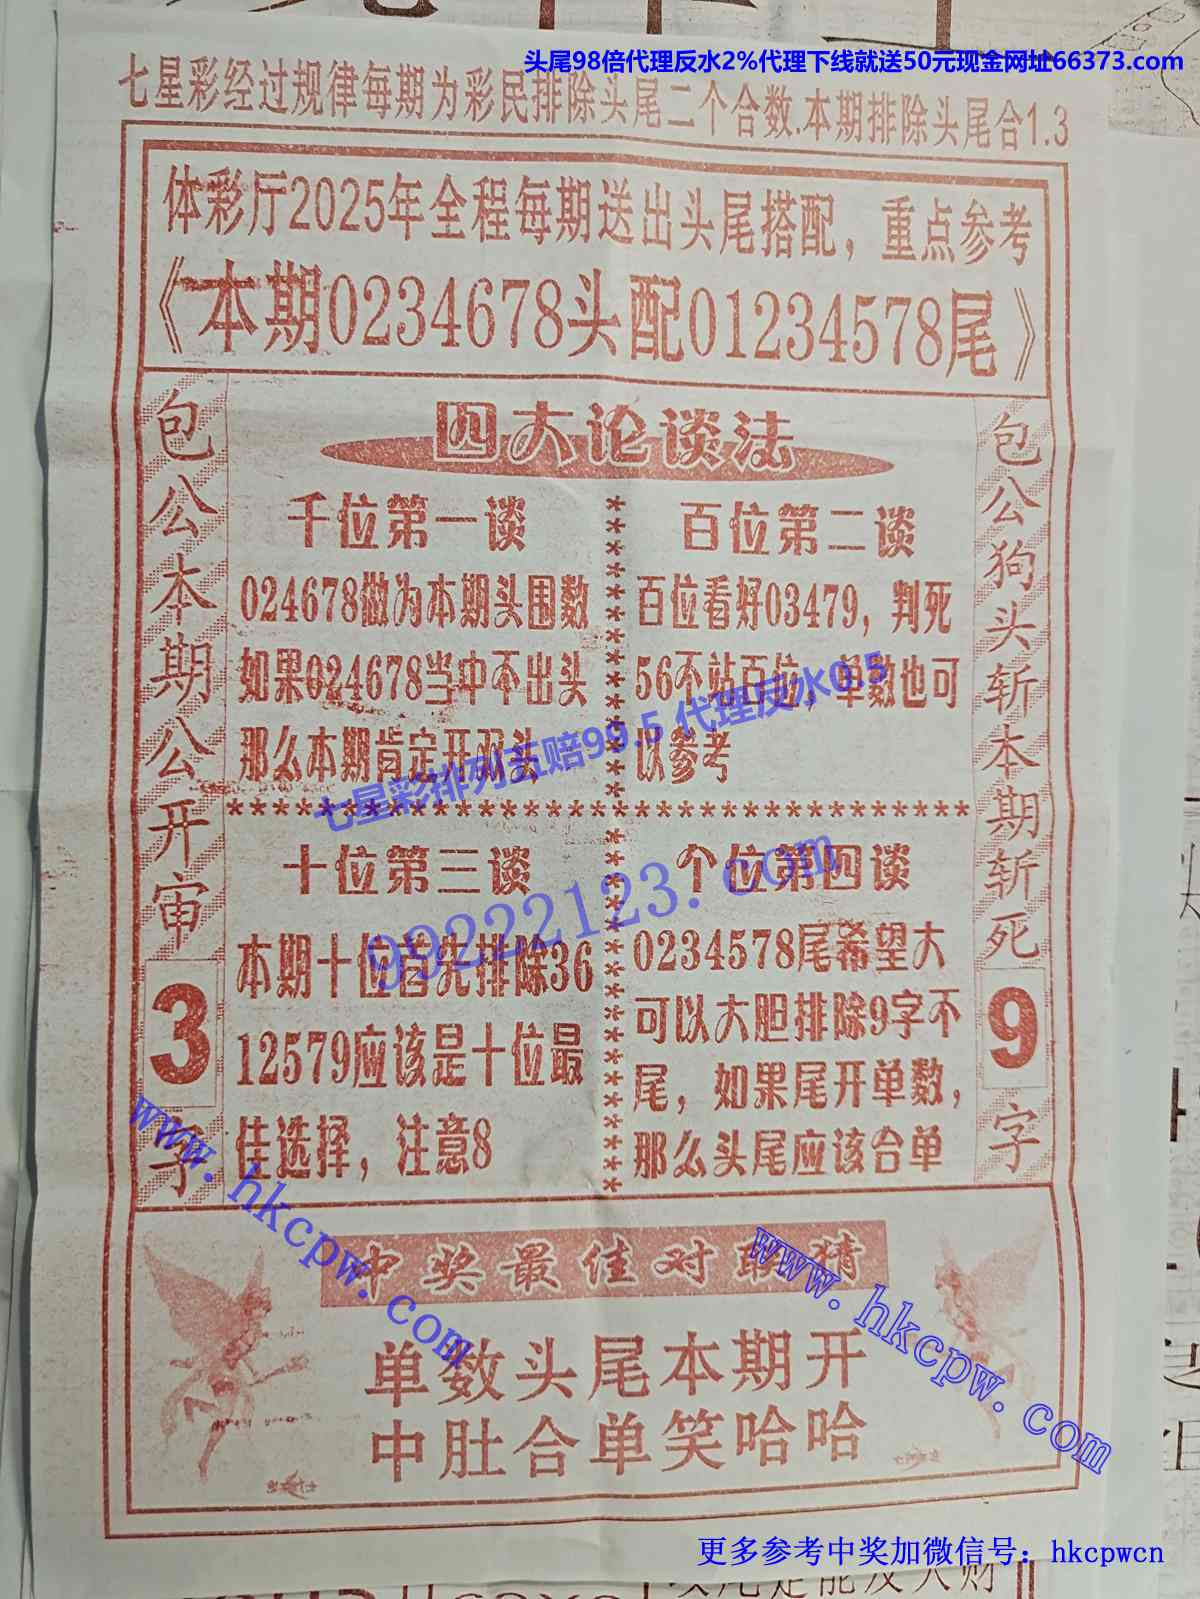 头尾98倍代理反水2%代理下线就送50元现金网址66373.com
七星彩经过规律每期为彩民排除头尾二个合数.本期排除头尾合1.3
体彩厅2025年全程每期送出头尾搭配，重点参考
《本期0234678头配01234578尾》
包公本期公开审3字
四大论谈法
千位第一谈
024678做为本期头围数
如果024678当中不出头
那么本期肯定开双头
百位第二谈
百位看好03479，判死
56不站百位，单数也可
以参考
七星彩排列五赔99.5 代理反水0.5
十位第三谈
本期十位首先排除36
12579应该是十位最
佳选择，注意8
个位第四谈
0234578尾希望大
可以大胆排除9字不
尾，如果尾开单数，
那么头尾应该合单
99222123.com
包公狗头斩本期斩死9字
www.hkcpw.com
www.hkcpw.com
中奖最佳对联猜
单数头尾本期开
中肚合单笑哈哈
更多参考中奖加微信号：hkcpwcn